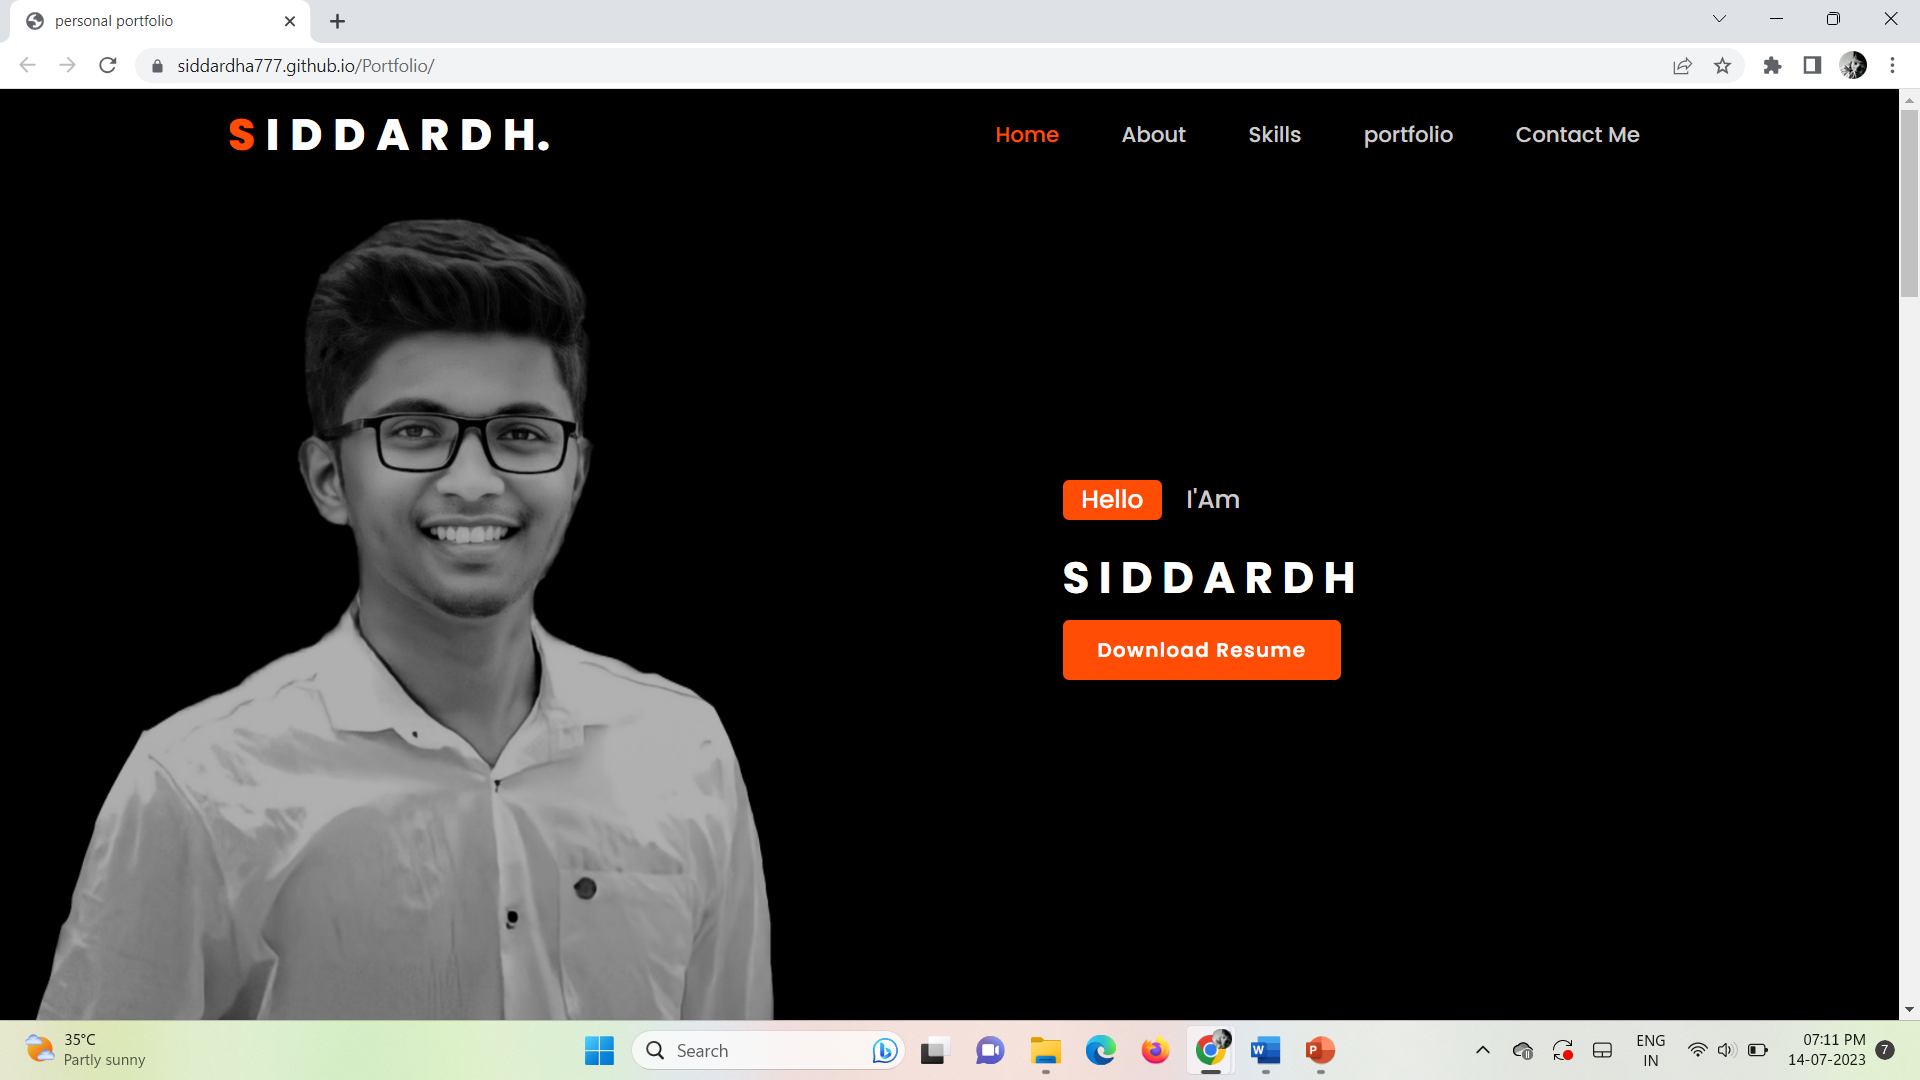 personal portfolio
siddardha777.github.io/Portfolio/
SIDDARDH.
Home About Skills portfolio Contact Me
Hello I'Am
SIDDARDH
Download Resume
35°C
Partly sunny
Search
ENG
IN
07:11 PM
14-07-2023
7